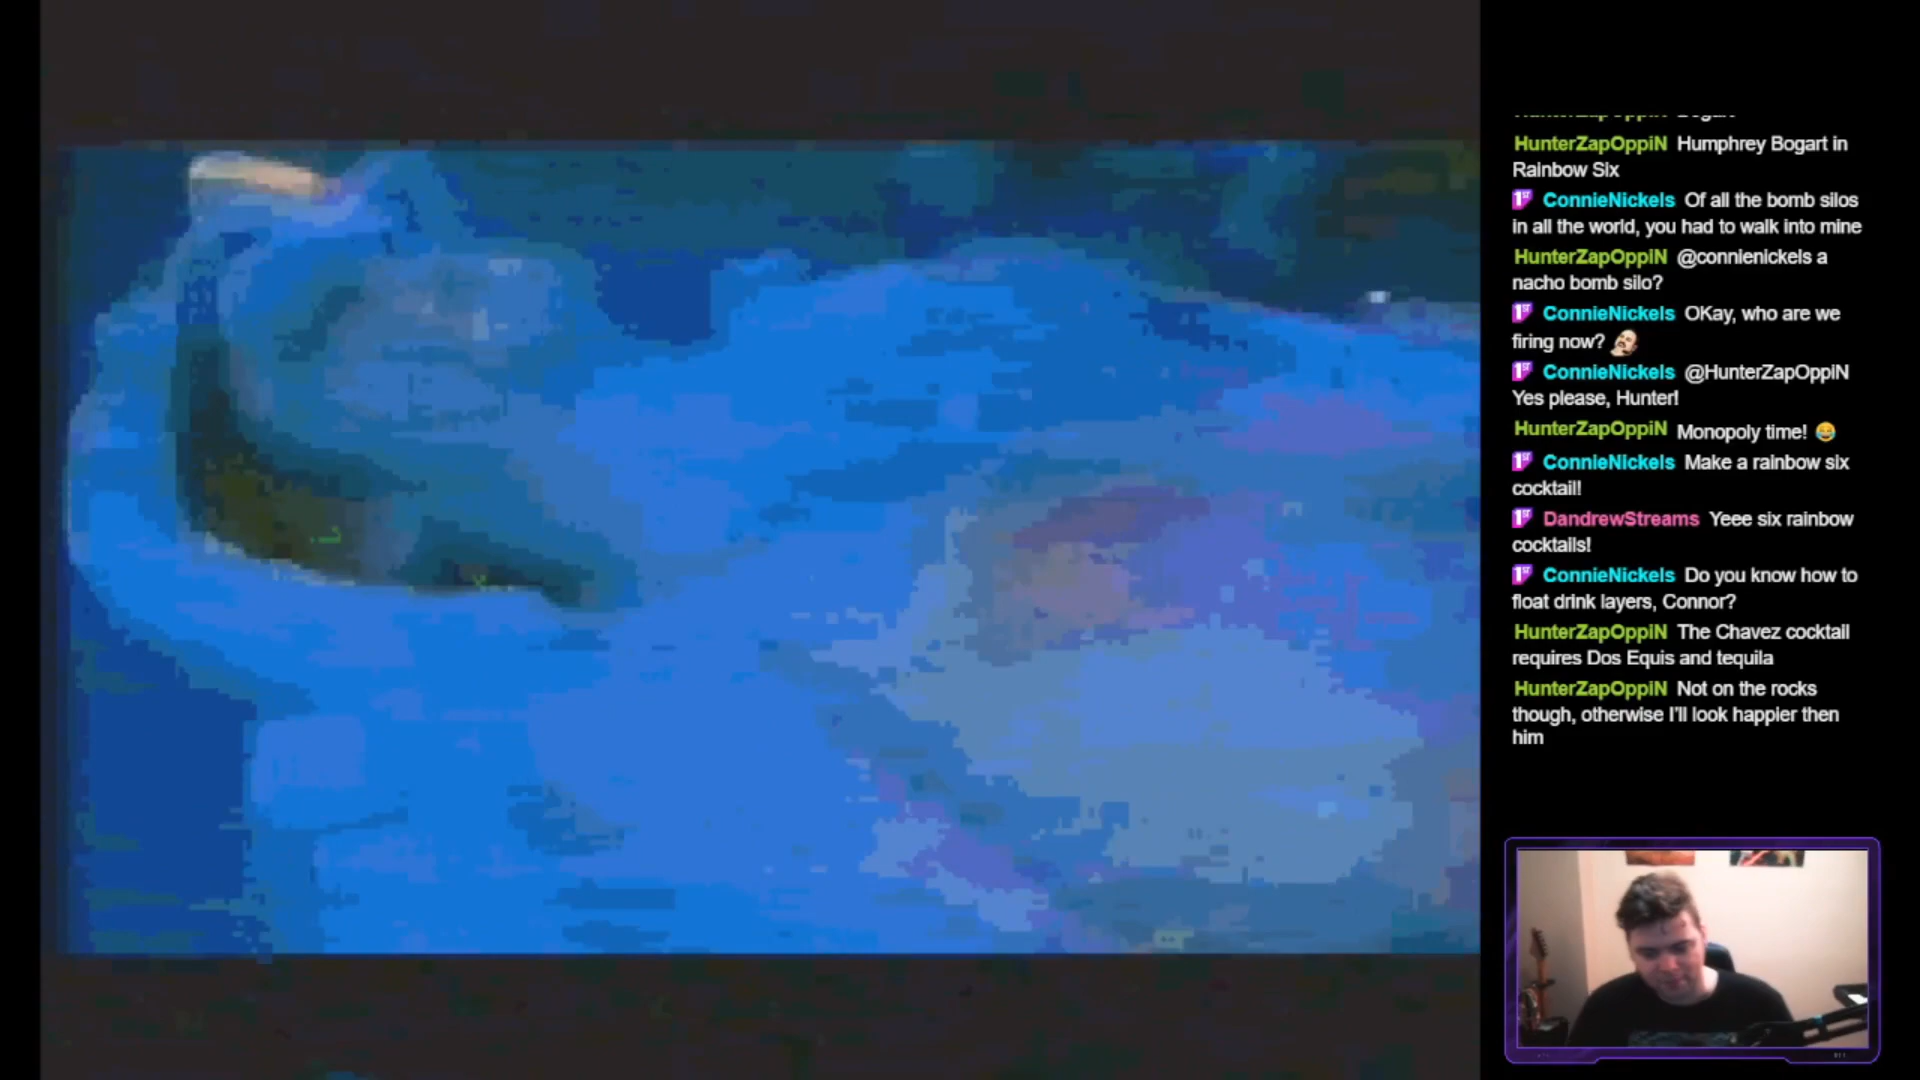 HunterZapOppiN Humphrey Bogart in
Rainbow Six
ConnieNickels Of all the bomb silos
in all the world, you had to walk into mine
HunterZapOppiN @connienickels a
nacho bomb silo?
ConnieNickels OKay, who are we
firing now?
ConnieNickels @HunterZapOppiN
Yes please, Hunter!
HunterZapOppiN Monopoly time! 😂
ConnieNickels Make a rainbow six
cocktail!
DandrewStreams Yeee six rainbow
cocktails!
ConnieNickels Do you know how to
float drink layers, Connor?
HunterZapOppiN The Chavez cocktail
requires Dos Equis and tequila
HunterZapOppiN Not on the rocks
though, otherwise I'll look happier then
him